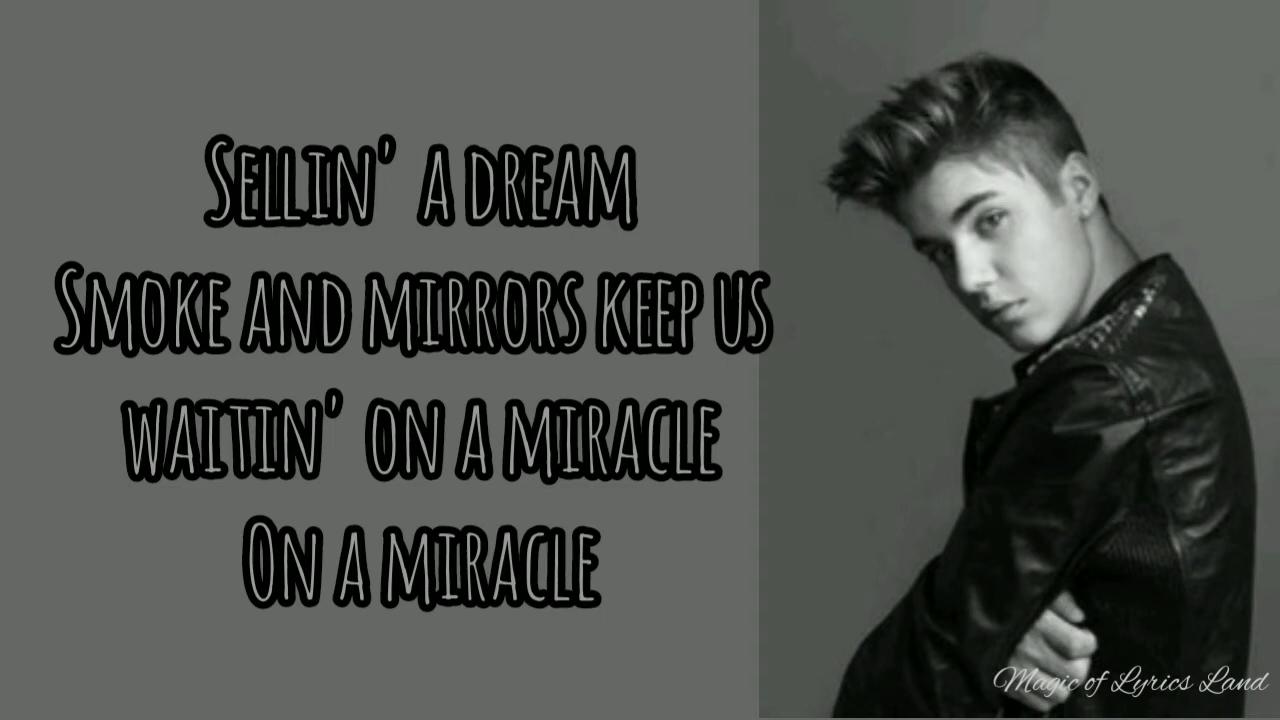 Sellin' a dream
Smoke and mirrors keep us
waitin' on a miracle
On a miracle
Magic of Lyrics Land